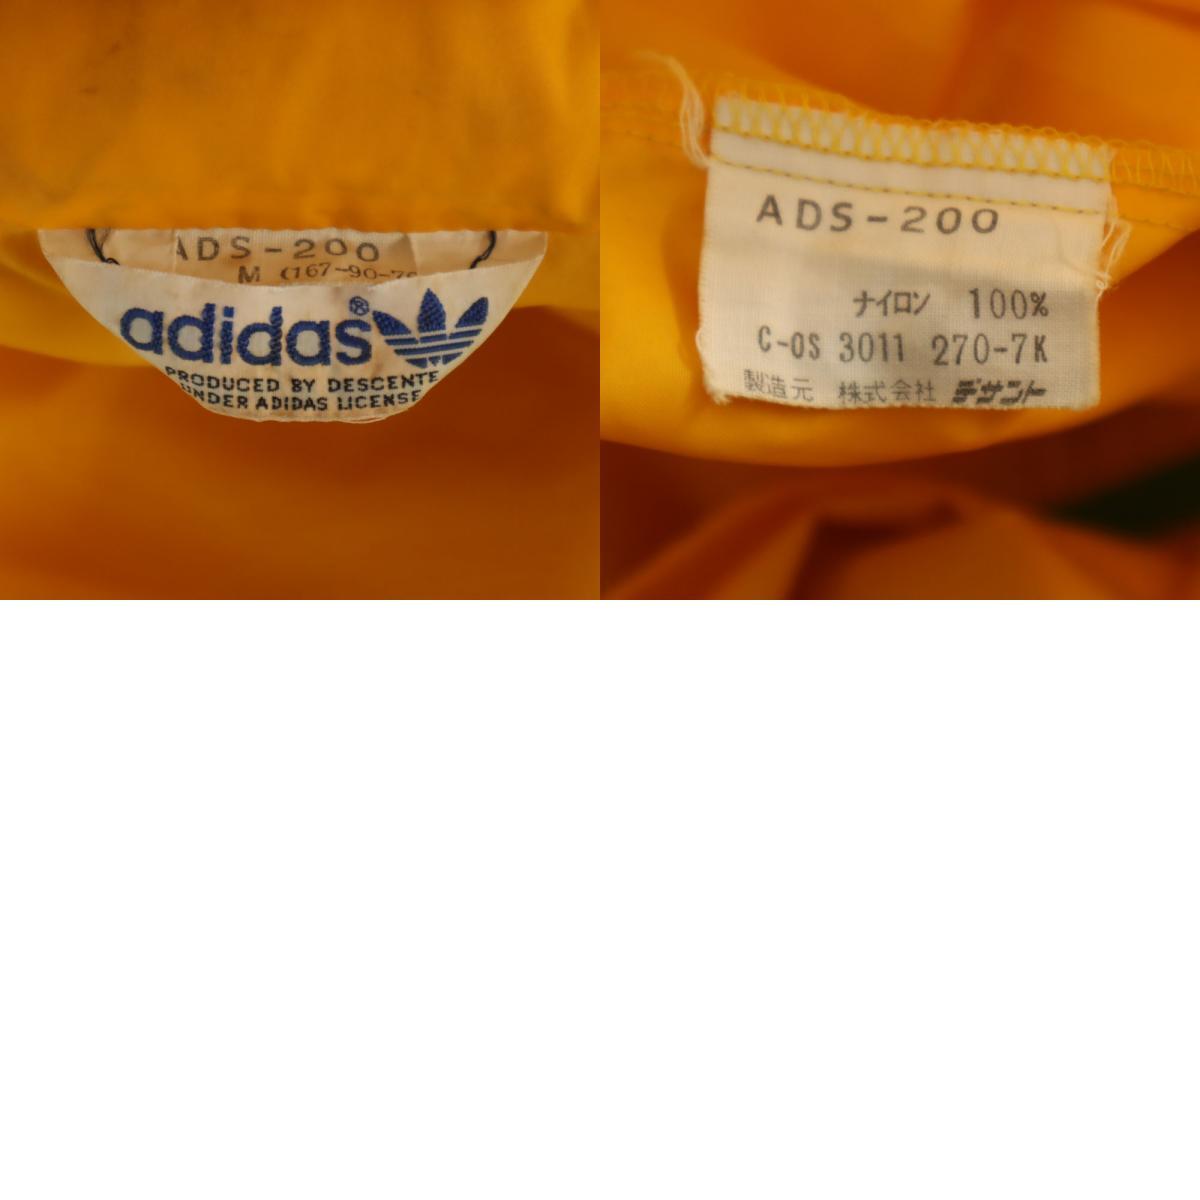 ADS-200
M (167-90-7
adidas®
PRODUCED BY DESCENTE
UNDER ADIDAS LICENSE
ADS-200
ナイロン 100%
C-OS 3011 270-7K
製造元 株式会社 デサント